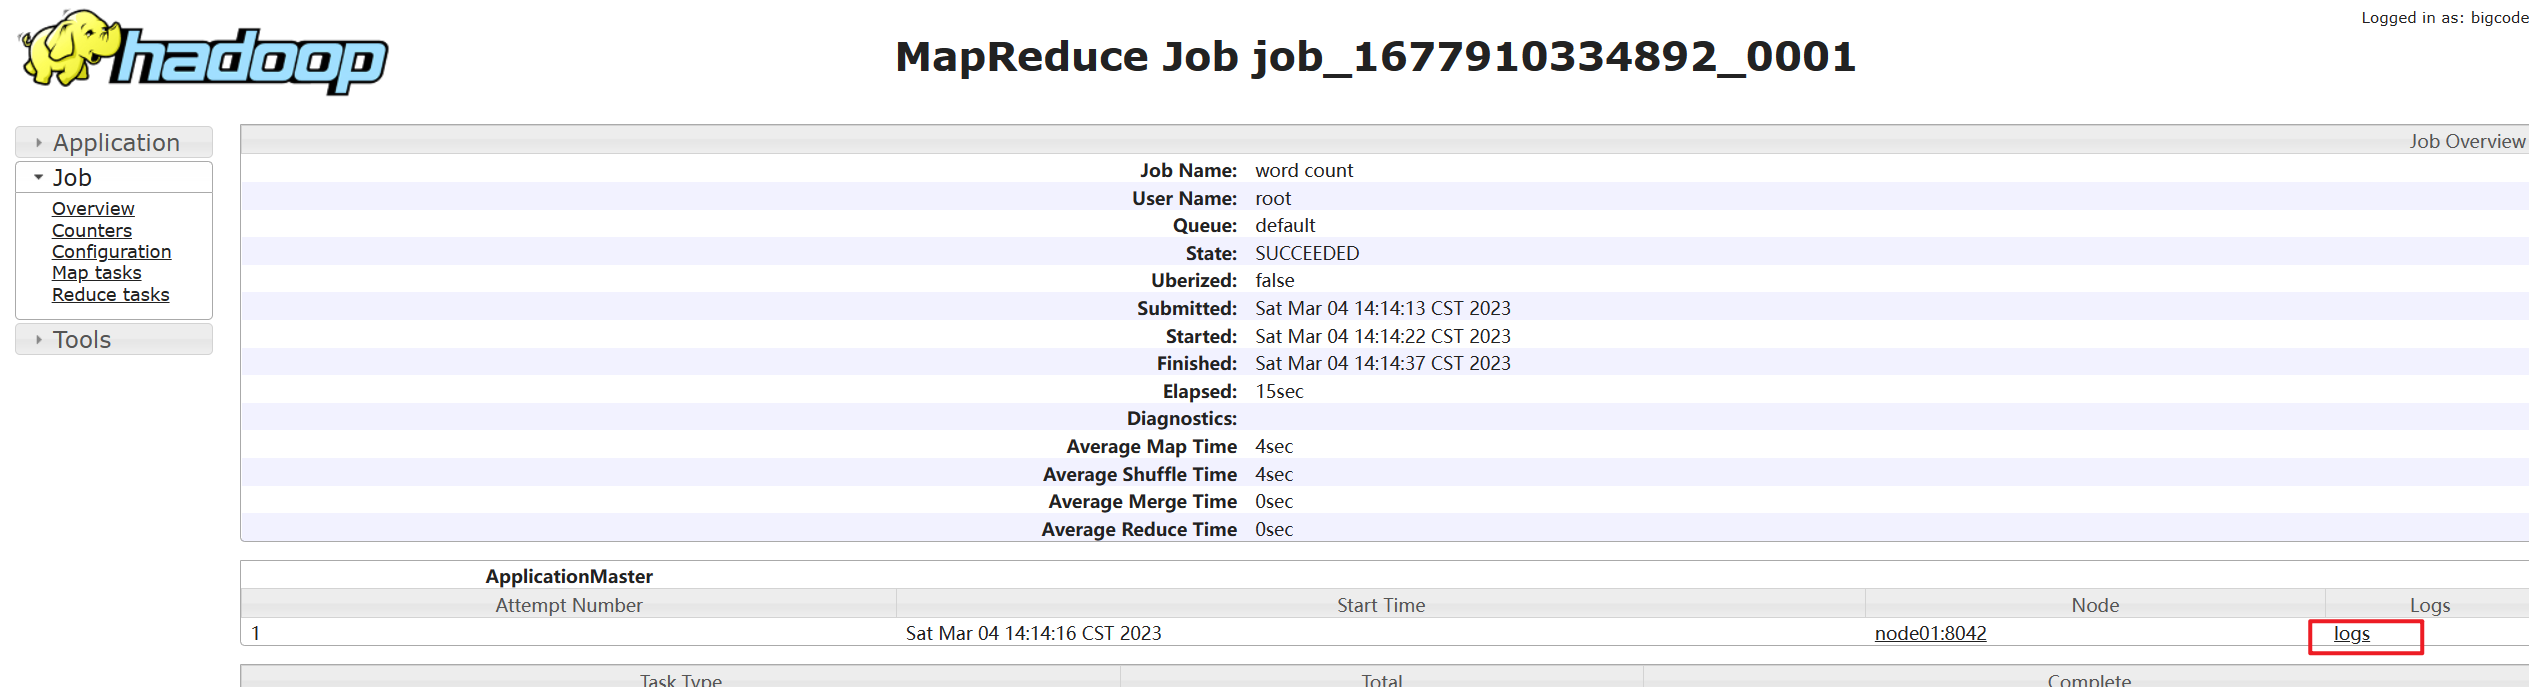 Logged in as: bigcode
hadoop
MapReduce Job job_1677910334892_0001
Application
Job
Overview
Counters
Configuration
Map tasks
Reduce tasks
Tools
Job Overview
Job Name: word count
User Name: root
Queue: default
State: SUCCEEDED
Uberized: false
Submitted: Sat Mar 04 14:14:13 CST 2023
Started: Sat Mar 04 14:14:22 CST 2023
Finished: Sat Mar 04 14:14:37 CST 2023
Elapsed: 15sec
Diagnostics:
Average Map Time 4sec
Average Shuffle Time 4sec
Average Merge Time 0sec
Average Reduce Time 0sec
ApplicationMaster
Attempt Number Start Time Node Logs
1 Sat Mar 04 14:14:16 CST 2023 node01:8042 logs
Task Type Total Complete